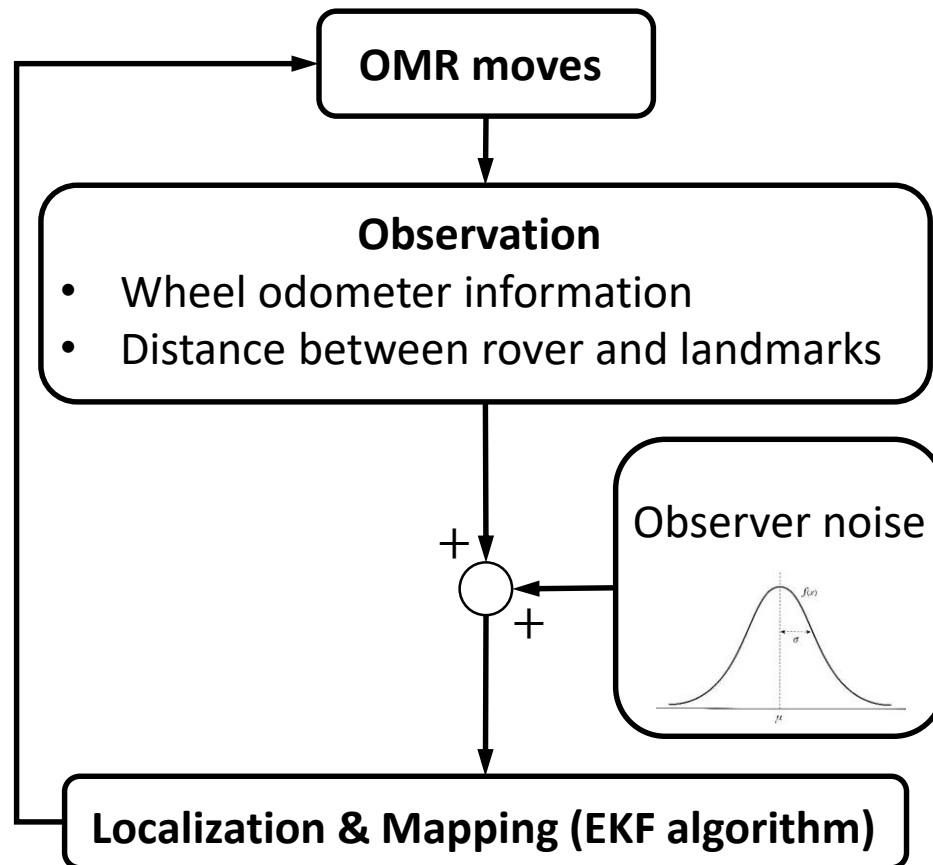 OMR moves
Observation
• Wheel odometer information
• Distance between rover and landmarks
Observer noise
+
+
f(x)
σ
μ
Localization & Mapping (EKF algorithm)